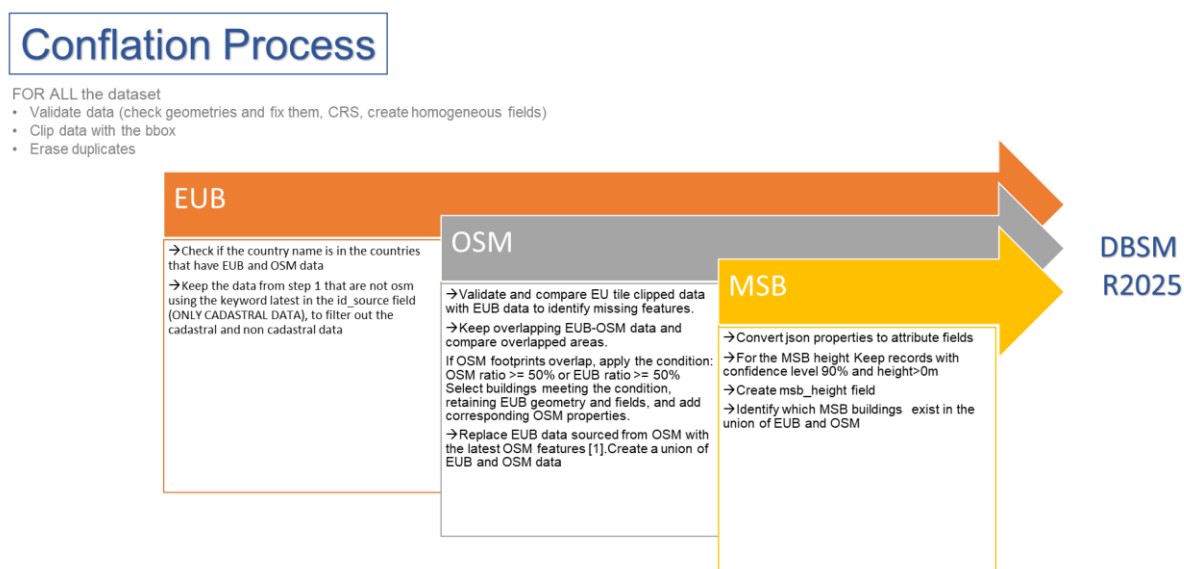 Conflation Process
FOR ALL the dataset
• Validate data (check geometries and fix them, CRS, create homogeneous fields)
• Clip data with the bbox
• Erase duplicates
EUB
→Check if the country name is in the countries
that have EUB and OSM data
→Keep the data from step 1 that are not osm
using the keyword latest in the id_source field
(ONLY CADASTRAL DATA), to filter out the
cadastral and non cadastral data
OSM
→Validate and compare EU tile clipped data
with EUB data to identify missing features.
→Keep overlapping EUB-OSM data and
compare overlapped areas.
If OSM footprints overlap, apply the condition:
OSM ratio >= 50% or EUB ratio >= 50%
Select buildings meeting the condition,
retaining EUB geometry and fields, and add
corresponding OSM properties.
→Replace EUB data sourced from OSM with
the latest OSM features [1].Create a union of
EUB and OSM data
MSB
→Convert json properties to attribute fields
→For the MSB height Keep records with
confidence level 90% and height>0m
→Create msb_height field
→Identify which MSB buildings exist in the
union of EUB and OSM
DBSM
R2025